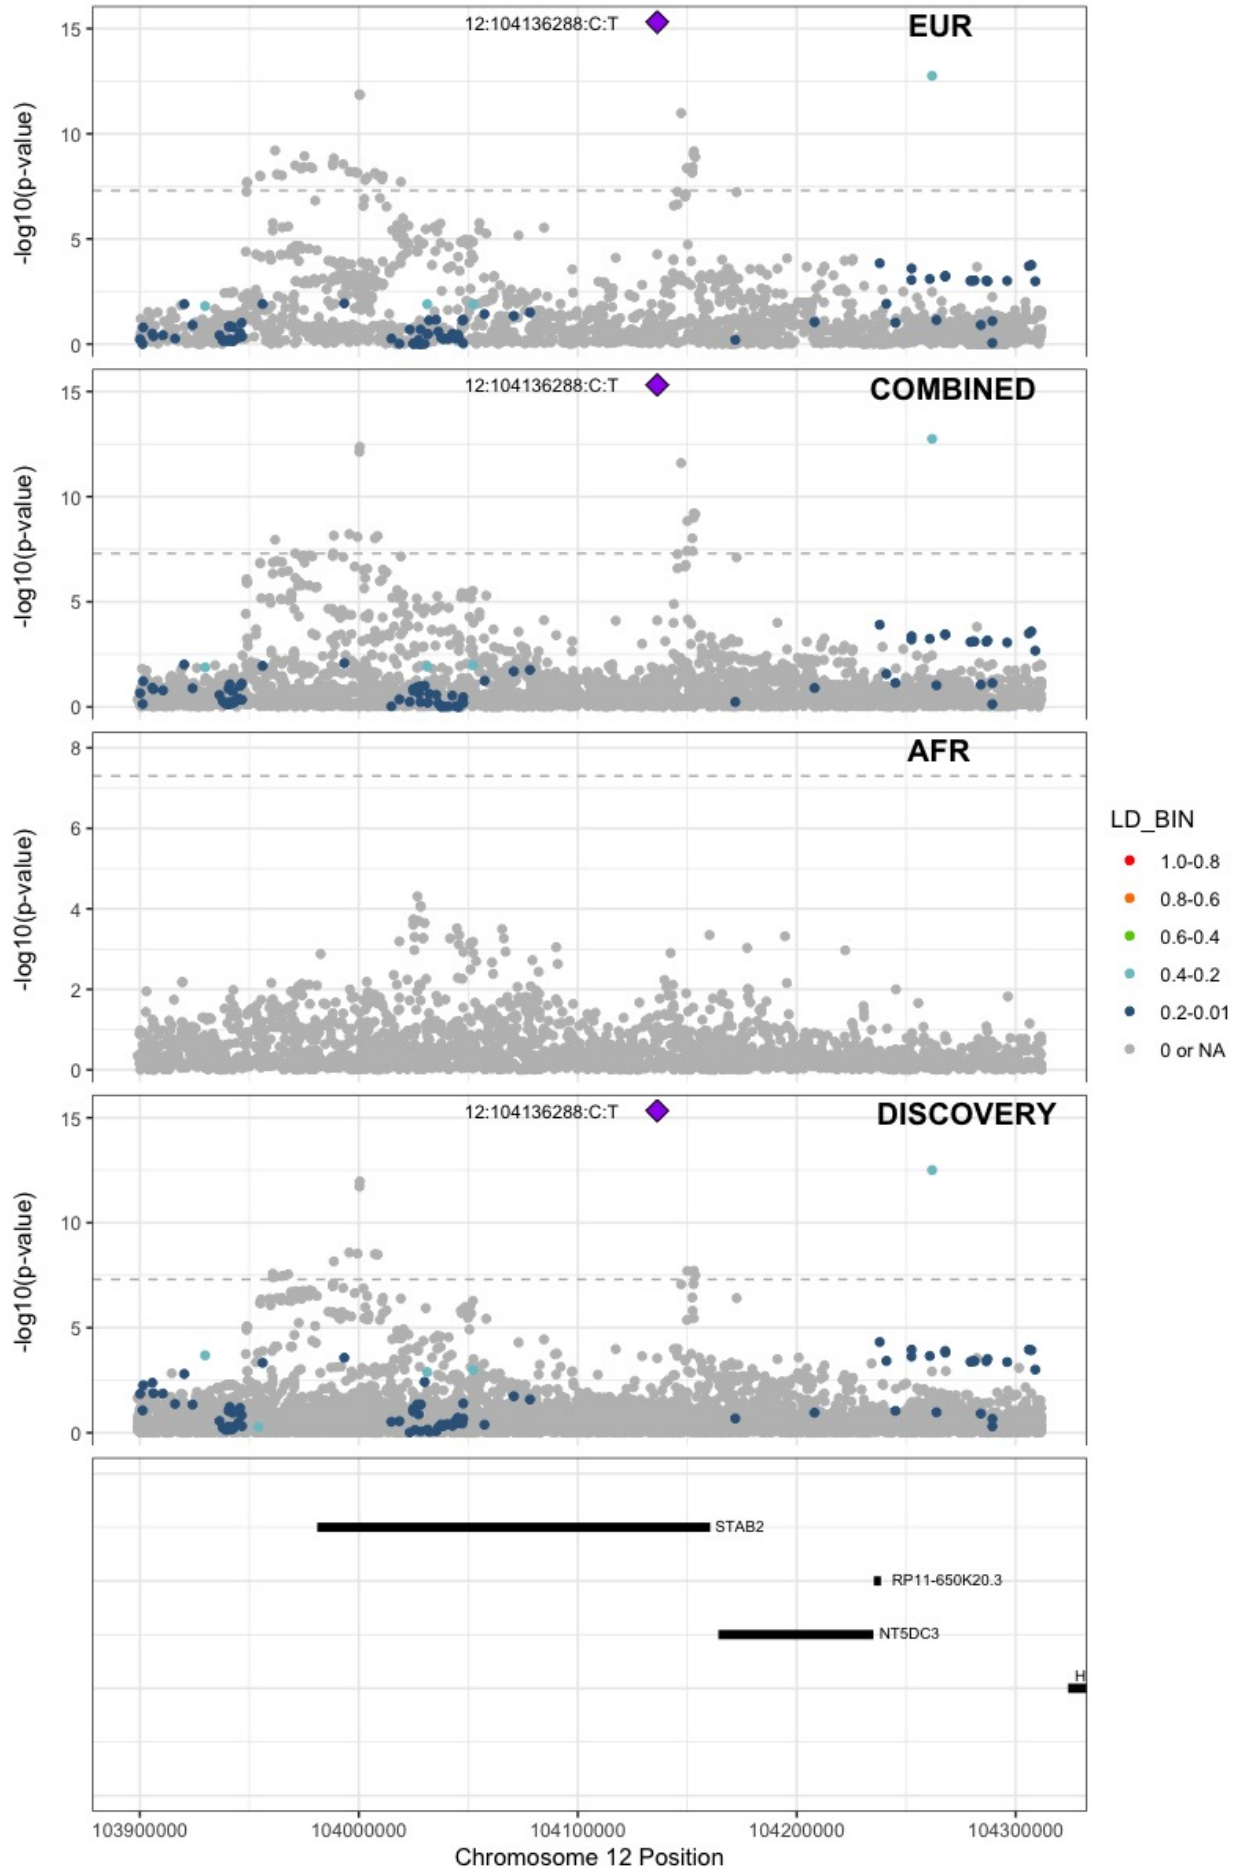 12:104136288:C:T
EUR
15
10
5
0
-log10(p-value)
12:104136288:C:T
COMBINED
15
10
5
0
-log10(p-value)
AFR
8
6
4
2
0
-log10(p-value)
LD_BIN
1.0-0.8
0.8-0.6
0.6-0.4
0.4-0.2
0.2-0.01
0 or NA
12:104136288:C:T
DISCOVERY
15
10
5
0
-log10(p-value)
STAB2
RP11-650K20.3
NT5DC3
H
103900000 104000000 104100000 104200000 104300000
Chromosome 12 Position